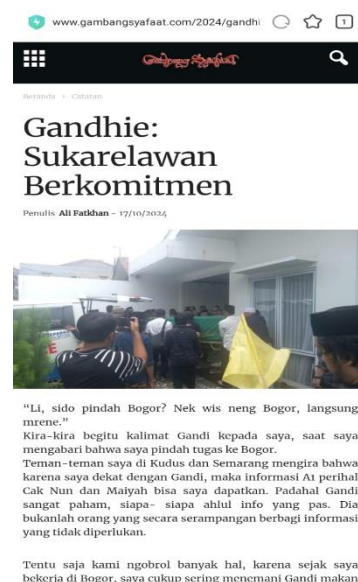 www.gambangsyafaat.com/2024/gandhi
1
Gambang Syafaat
Beranda › Catatan
Gandhie:
Sukarelawan
Berkomitmen
Penulis Ali Fatkhan - 17/10/2024
“Li, sido pindah Bogor? Nek wis neng Bogor, langsung
mrene.”
Kira-kira begitu kalimat Gandi kepada saya, saat saya
mengabari bahwa saya pindah tugas ke Bogor.
Teman-teman saya di Kudus dan Semarang mengira bahwa
karena saya dekat dengan Gandi, maka informasi A1 perihal
Cak Nun dan Maiyah bisa saya dapatkan. Padahal Gandi
sangat paham, siapa- siapa ahlul info yang pas. Dia
bukanlah orang yang secara serampangan berbagi informasi
yang tidak diperlukan.
Tentu saja kami ngobrol banyak hal, karena sejak saya
bekerja di Bogor, saya cukup sering menemani Gandi makan